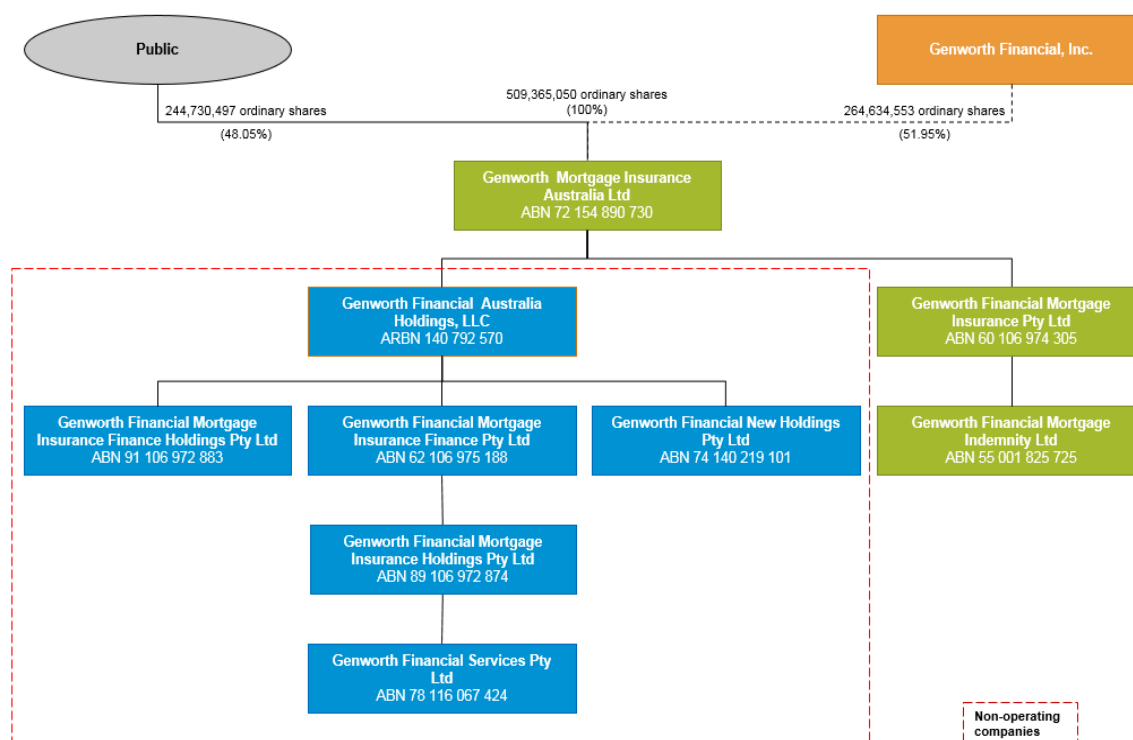 Public
Genworth Financial, Inc.
509,365,050 ordinary shares
(100%)
244,730,497 ordinary shares
(48.05%)
264,634,553 ordinary shares
(51.95%)
Genworth Mortgage Insurance
Australia Ltd
ABN 72 154 890 730
Genworth Financial Australia
Holdings, LLC
ARBN 140 792 570
Genworth Financial Mortgage
Insurance Pty Ltd
ABN 60 106 974 305
Genworth Financial Mortgage
Insurance Finance Holdings Pty Ltd
ABN 91 106 972 883
Genworth Financial Mortgage
Insurance Finance Pty Ltd
ABN 62 106 975 188
Genworth Financial New Holdings
Pty Ltd
ABN 74 140 219 101
Genworth Financial Mortgage
Indemnity Ltd
ABN 55 001 825 725
Genworth Financial Mortgage
Insurance Holdings Pty Ltd
ABN 89 106 972 874
Genworth Financial Services Pty
Ltd
ABN 78 116 067 424
Non-operating
companies